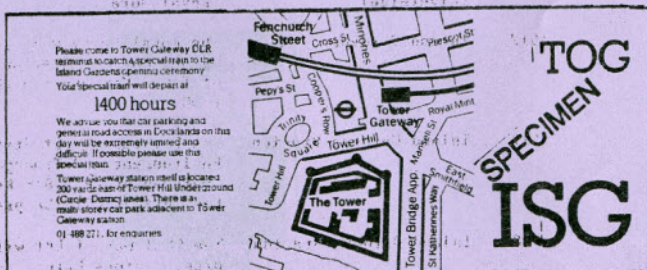 Please come to Tower Gateway DLR
terminus to catch a special train to the
Island Gardens opening ceremony
special train will depart at
1400 hours
We advise you that car parking and
general road access in Docklands on this
day will be extremely limited and
difficult. If possible please use this
special train.
Tower Gateway station itself is located
200 yards east of Tower Hill Underground
(Circle District lines). There is a
multi storey car park adjacent to Tower
Gateway station
for enquiries
Fenchurch
Street
Cross St
Minories
Prescot St
Pepy's St
Cooper's Row
Tower
Gateway
Royal Mint
Trinity
Square
Tower Hill
Mansell St
East
Smithfield
Tower Hill
The Tower
Tower Bridge App.
St Katherines Way
TOG
SPECIMEN
ISG